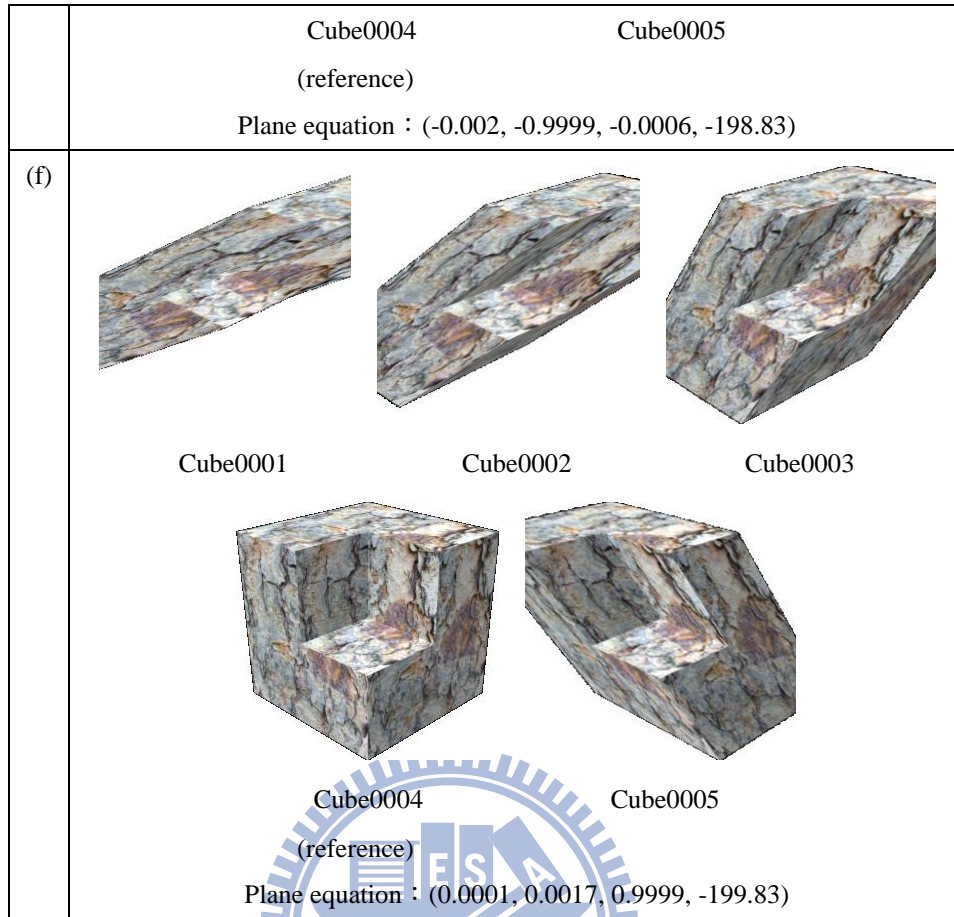 Cube0004 Cube0005
(reference)
Plane equation：(-0.002, -0.9999, -0.0006, -198.83)
(f)
Cube0001 Cube0002 Cube0003
Cube0004 Cube0005
(reference)
E S A
Plane equation：(0.0001, 0.0017, 0.9999, -199.83)